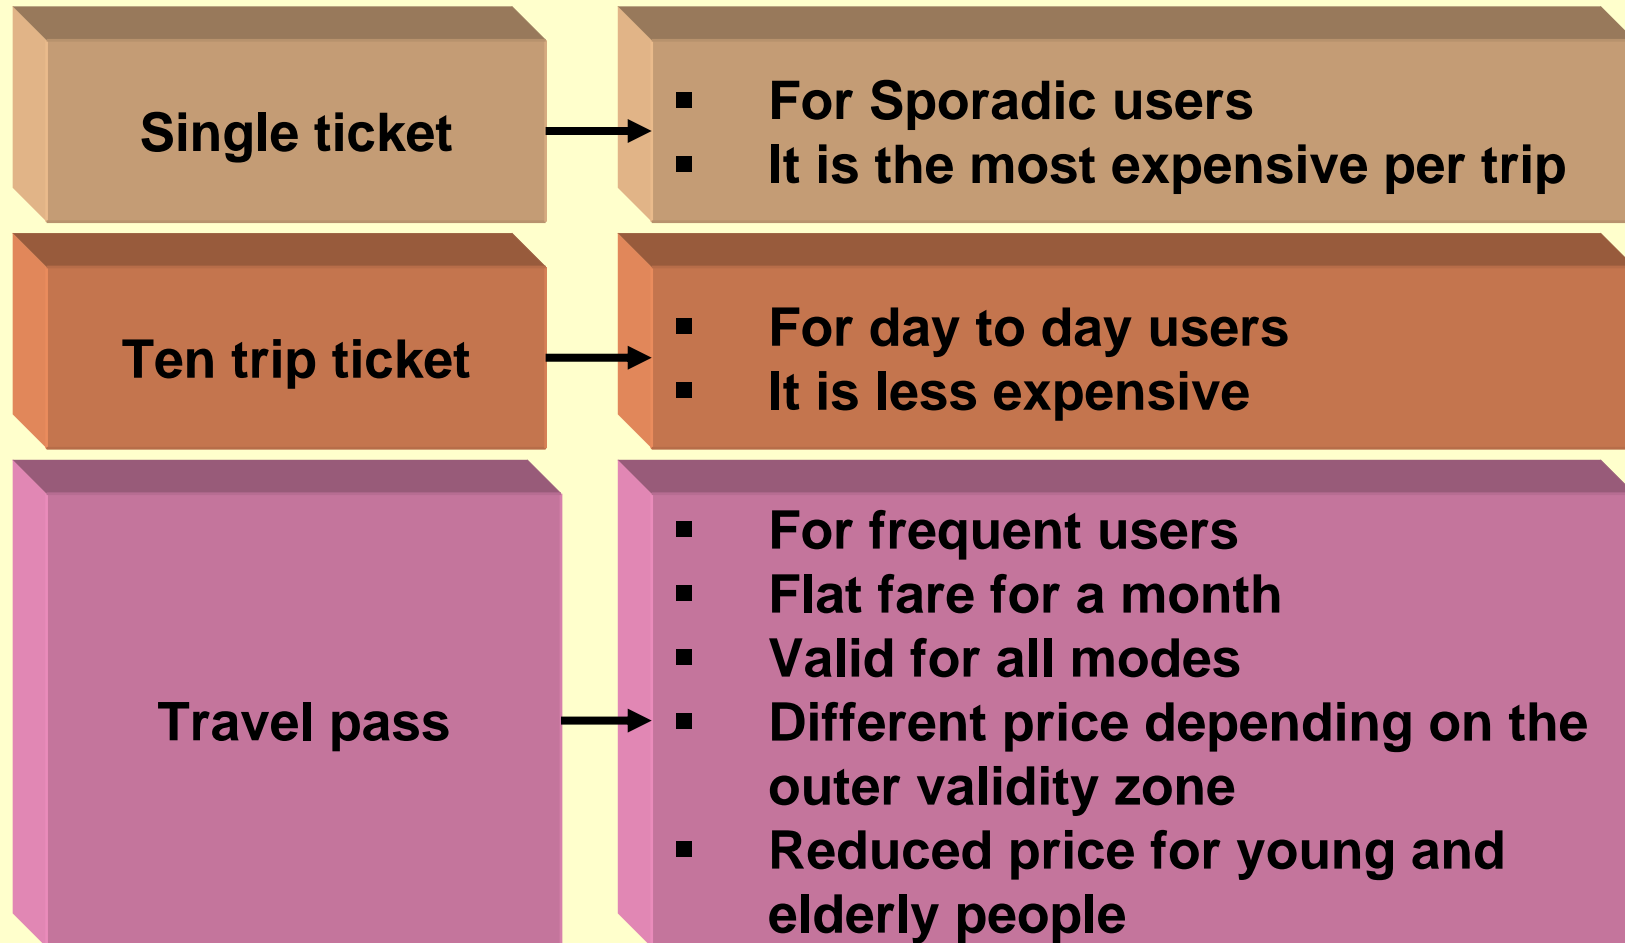 Single ticket
▪ For Sporadic users
▪ It is the most expensive per trip
Ten trip ticket
▪ For day to day users
▪ It is less expensive
Travel pass
▪ For frequent users
▪ Flat fare for a month
▪ Valid for all modes
▪ Different price depending on the
outer validity zone
▪ Reduced price for young and
elderly people